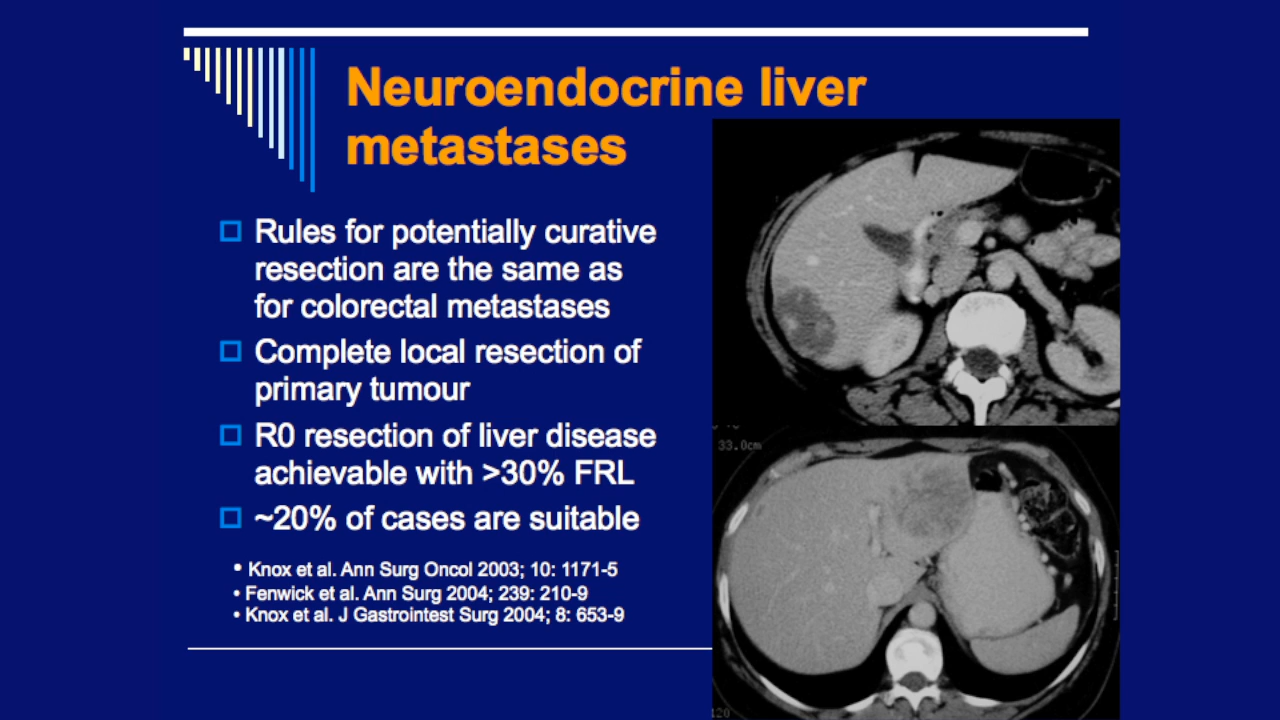 Neuroendocrine liver
metastases
Rules for potentially curative
resection are the same as
for colorectal metastases
Complete local resection of
primary tumour
R0 resection of liver disease
achievable with >30% FRL
~20% of cases are suitable
• Knox et al. Ann Surg Oncol 2003; 10: 1171-5
• Fenwick et al. Ann Surg 2004; 239: 210-9
• Knox et al. J Gastrointest Surg 2004; 8: 653-9
33.0cm